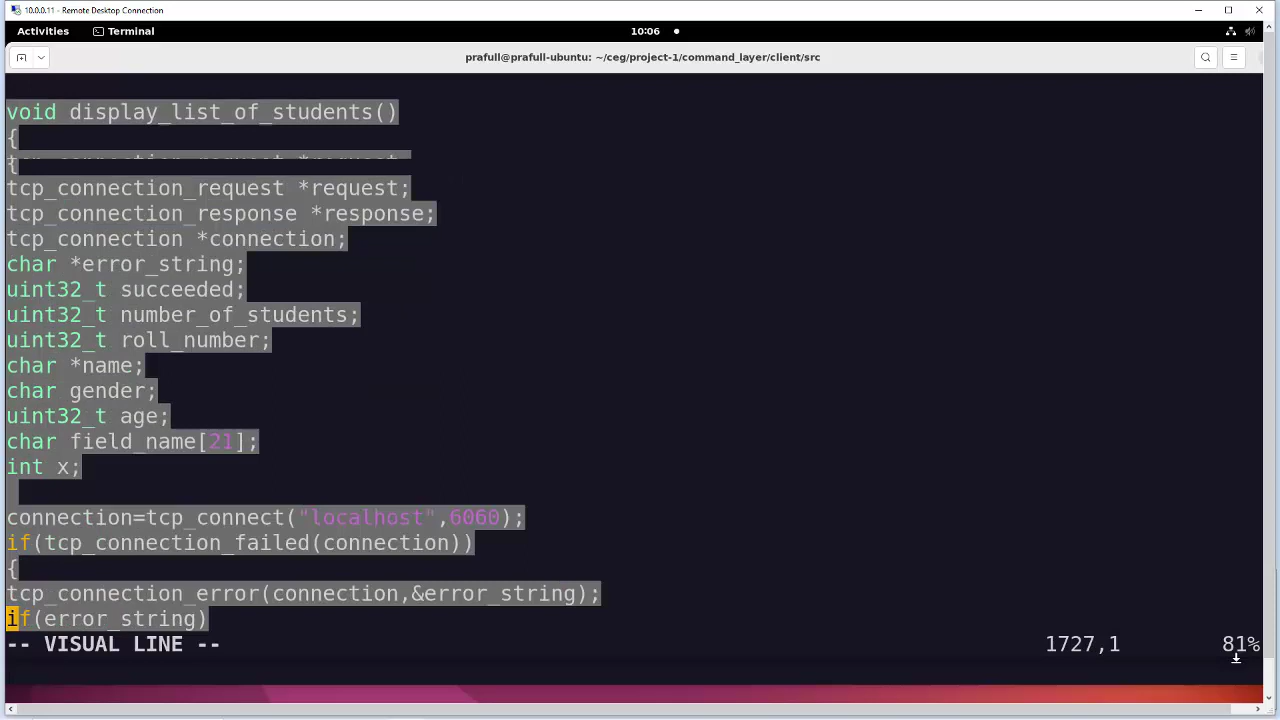 10.0.0.11 - Remote Desktop Connection
Activities
Terminal
10:06
prafull@prafull-ubuntu: ~/ceg/project-1/command_layer/client/src
void display_list_of_students()
{
{
tcp_connection_request *request;
tcp_connection_response *response;
tcp_connection *connection;
char *error_string;
uint32_t succeeded;
uint32_t number_of_students;
uint32_t roll_number;
char *name;
char gender;
uint32_t age;
char field_name[21];
int x;
connection=tcp_connect("localhost",6060);
if(tcp_connection_failed(connection))
{
tcp_connection_error(connection,&error_string);
if(error_string)
-- VISUAL LINE --
1727,1
81%